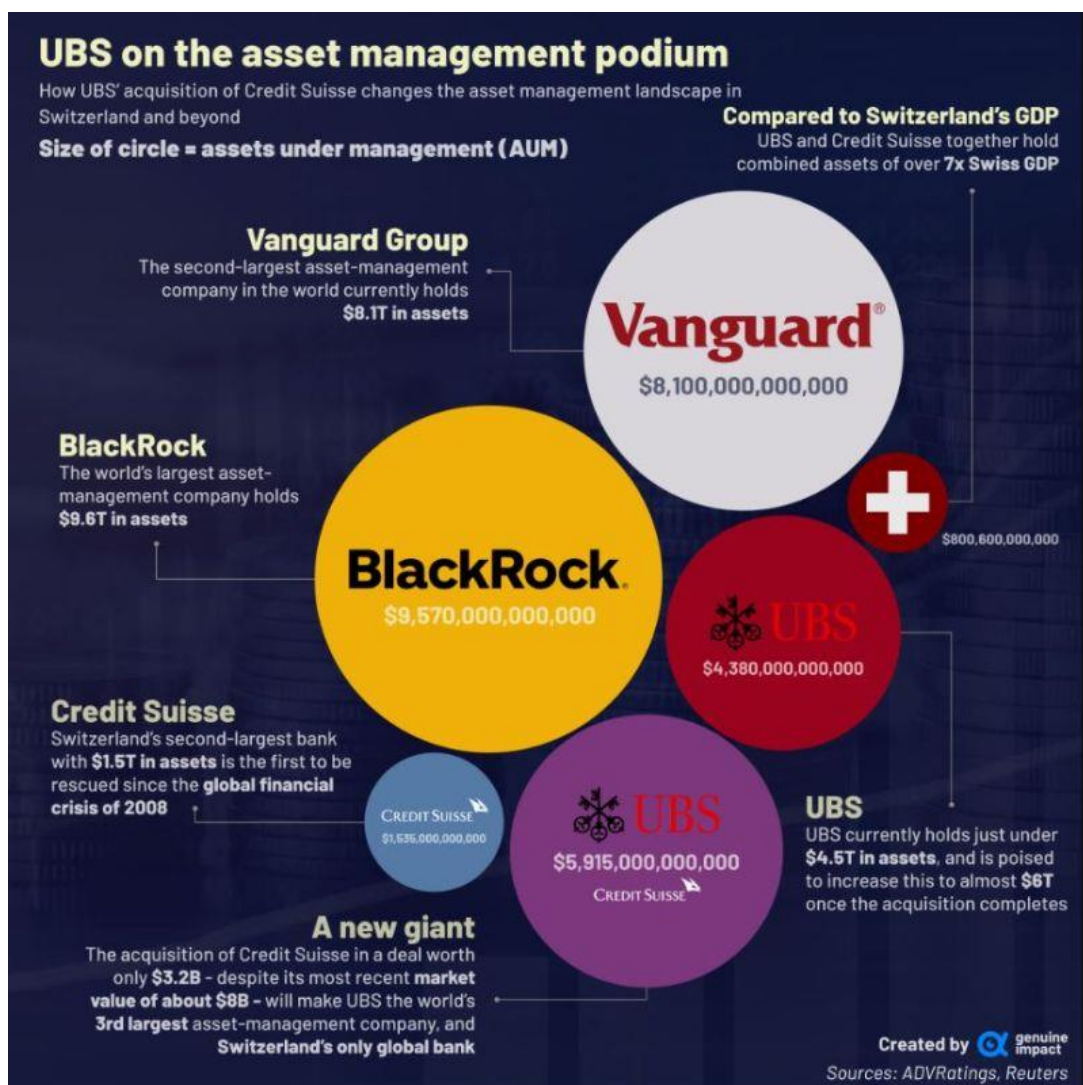 UBS on the asset management podium
How UBS' acquisition of Credit Suisse changes the asset management landscape in
Switzerland and beyond
Size of circle = assets under management (AUM)
Compared to Switzerland's GDP
UBS and Credit Suisse together hold
combined assets of over 7x Swiss GDP
Vanguard Group
The second-largest asset-management
company in the world currently holds
$8.1T in assets
Vanguard®
$8,100,000,000,000
BlackRock
The world's largest asset-
management company holds
$9.6T in assets
$800,600,000,000
BlackRock.
$9,570,000,000,000
UBS
$4,380,000,000,000
Credit Suisse
Switzerland's second-largest bank
with $1.5T in assets is the first to be
rescued since the global financial
crisis of 2008
CREDIT SUISSE
$1,535,000,000,000
UBS
$5,915,000,000,000
CREDIT SUISSE
UBS
UBS currently holds just under
$4.5T in assets, and is poised
to increase this to almost $6T
once the acquisition completes
A new giant
The acquisition of Credit Suisse in a deal worth
only $3.2B - despite its most recent market
value of about $8B - will make UBS the world's
3rd largest asset-management company, and
Switzerland's only global bank
Created by genuine
impact
Sources: ADVRatings, Reuters